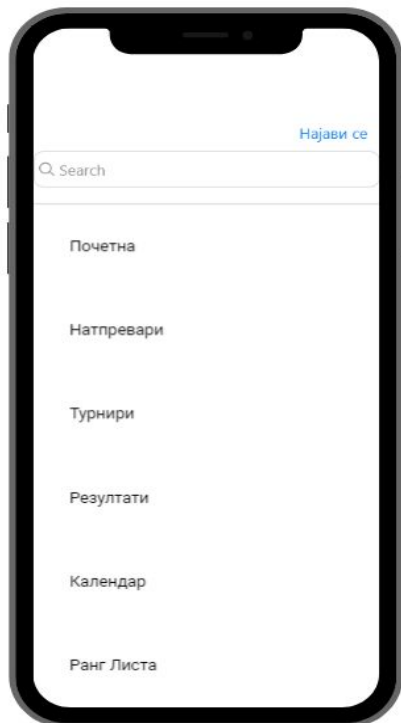 Најави се
Search
Почетна
Натпревари
Турнири
Резултати
Календар
Ранг Листа